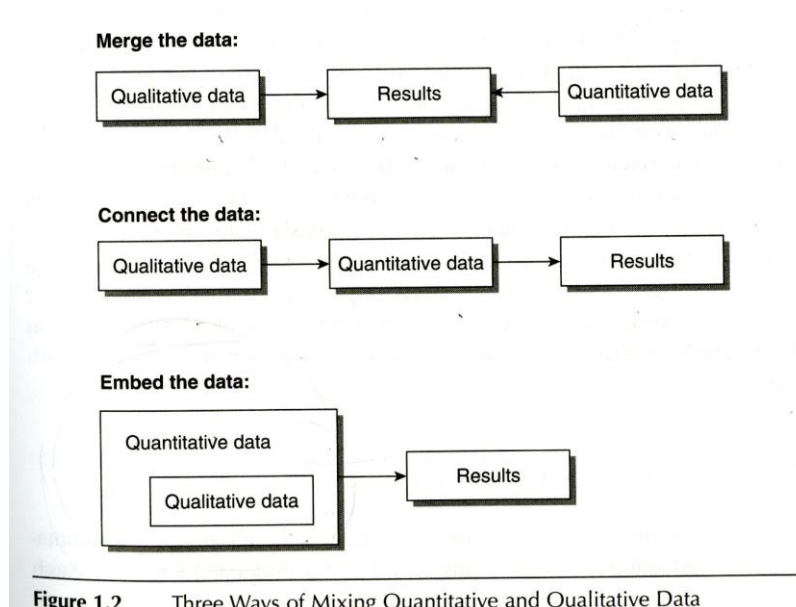 Merge the data:
Qualitative data
Results
Quantitative data
Connect the data:
Qualitative data
Quantitative data
Results
Embed the data:
Quantitative data
Qualitative data
Results
Figure 1.2 Three Ways of Mixing Quantitative and Qualitative Data